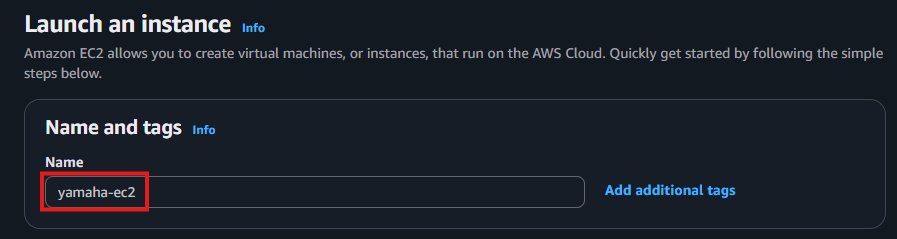 Launch an instance Info
Amazon EC2 allows you to create virtual machines, or instances, that run on the AWS Cloud. Quickly get started by following the simple
steps below.
Name and tags Info
Name
yamaha-ec2
Add additional tags